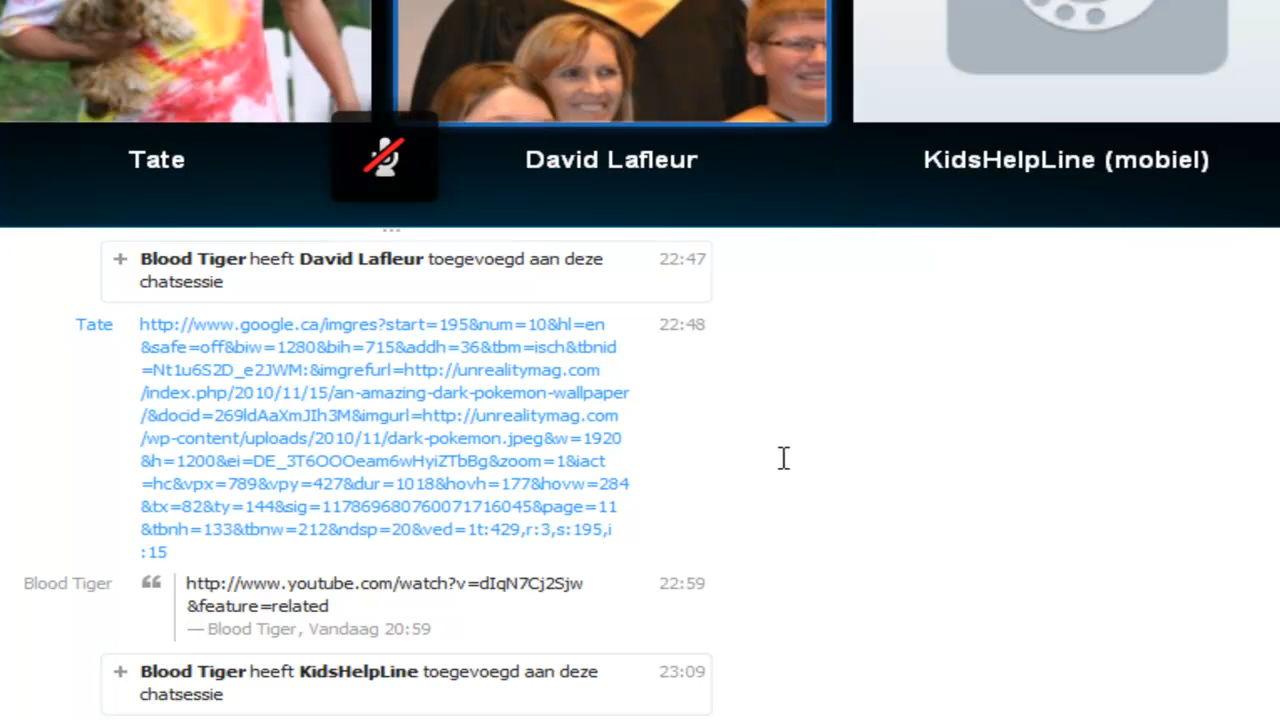 Tate
David Lafleur
KidsHelpLine (mobiel)
Blood Tiger heeft David Lafleur toegevoegd aan deze 22:47
chatsessie
Tate http://www.google.ca/imgres?start=195&num=10&hl=en 22:48
&safe=off&biw=1280&bih=715&addh=36&tbm=isch&tbnid
=Nt1u6S2D_e2JWM:&imgrefurl=http://unrealitymag.com
/index.php/2010/11/15/an-amazing-dark-pokemon-wallpaper
/&docid=269ldAaXmJIh3M&imgurl=http://unrealitymag.com
/wp-content/uploads/2010/11/dark-pokemon.jpeg&w=1920
&h=1200&ei=DE_3T6OOOeam6wHyiZTbBg&zoom=1&iact
=hc&vpx=789&vpy=427&dur=1018&hovh=177&hovw=284
&tx=82&ty=144&sig=117869680760071716045&page=11
&tbnh=133&tbnw=212&ndsp=20&ved=1t:429,r:3,s:195,i
:15
Blood Tiger http://www.youtube.com/watch?v=dIqN7Cj2Sjw 22:59
&feature=related
— Blood Tiger, Vandaag 20:59
Blood Tiger heeft KidsHelpLine toegevoegd aan deze 23:09
chatsessie